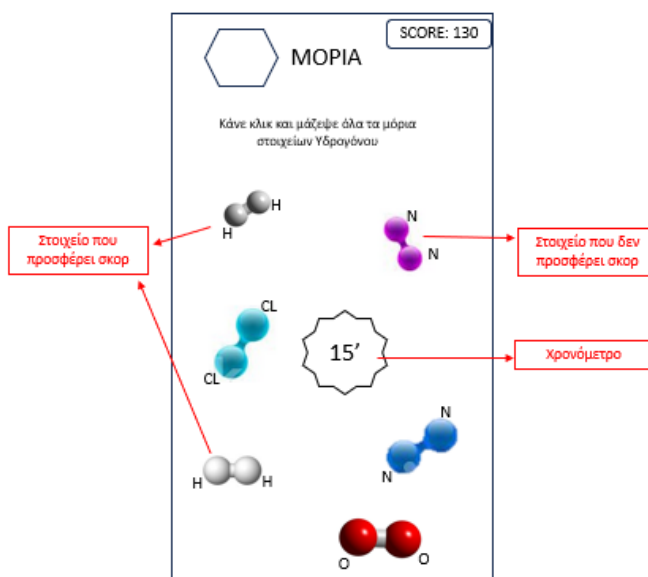 SCORE: 130
ΜΟΡΙΑ
Κάνε κλικ και μάζεψε όλα τα μόρια
στοιχείων Υδρογόνου
H
H
N
N
Στοιχείο που
προσφέρει σκορ
Στοιχείο που δεν
προσφέρει σκορ
CL
CL
15’
Χρονόμετρο
N
N
H
H
O
O